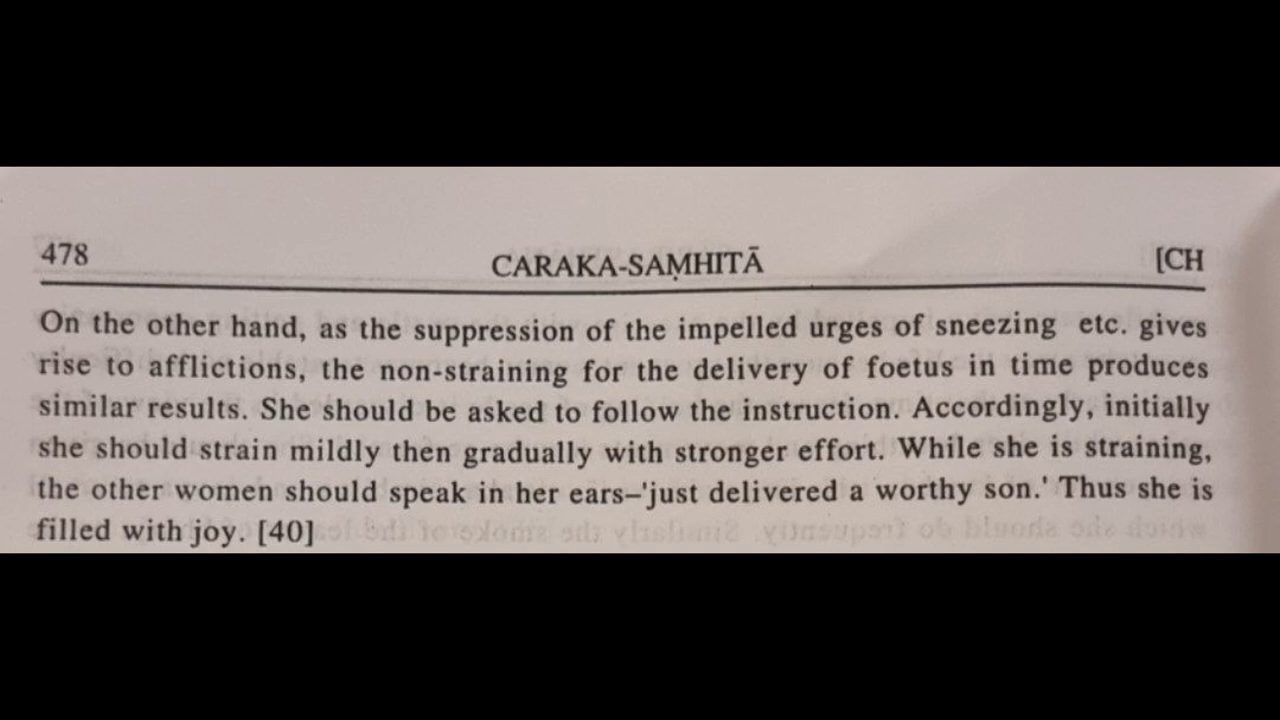 478 CARAKA-SAṂHITĀ [CH
On the other hand, as the suppression of the impelled urges of sneezing etc. gives
rise to afflictions, the non-straining for the delivery of foetus in time produces
similar results. She should be asked to follow the instruction. Accordingly, initially
she should strain mildly then gradually with stronger effort. While she is straining,
the other women should speak in her ears–'just delivered a worthy son.' Thus she is
filled with joy. [40]